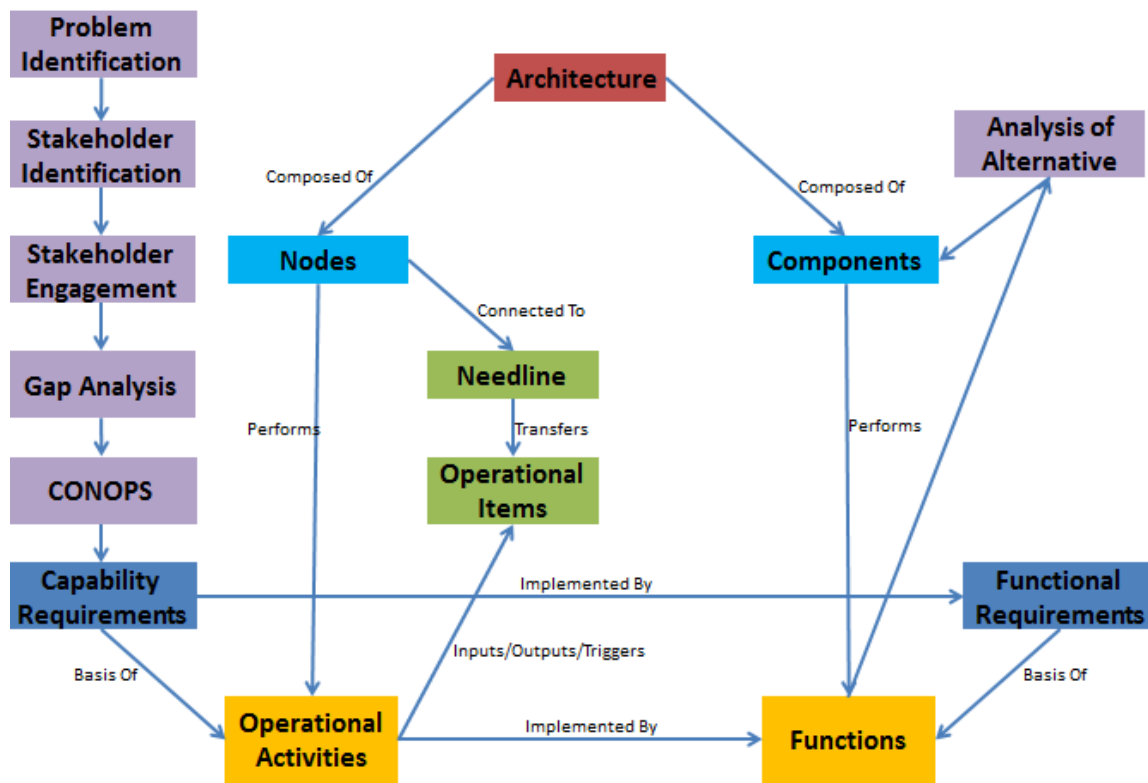 Problem
Identification
Architecture
Stakeholder
Identification
Analysis of
Alternative
Composed Of
Composed Of
Stakeholder
Engagement
Nodes
Components
Connected To
Gap Analysis
Needline
Performs
Transfers
Performs
CONOPS
Operational
Items
Capability
Requirements
Implemented By
Functional
Requirements
Basis Of
Inputs/Outputs/Triggers
Basis Of
Operational
Activities
Implemented By
Functions